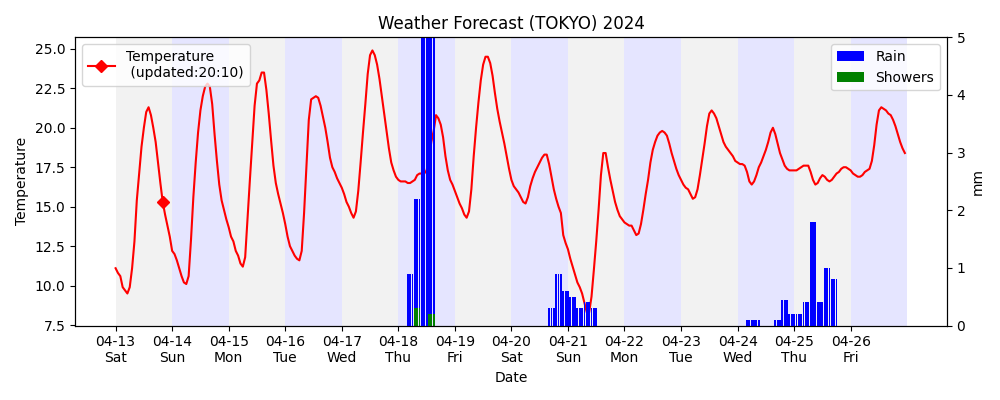 Weather Forecast (TOKYO) 2024
Temperature
(updated:20:10)
Rain
Showers
Temperature
25.0
22.5
20.0
17.5
15.0
12.5
10.0
7.5
5
4
3
2
1
0
mm
04-13 04-14 04-15 04-16 04-17 04-18 04-19 04-20 04-21 04-22 04-23 04-24 04-25 04-26
Sat Sun Mon Tue Wed Thu Fri Sat Sun Mon Tue Wed Thu Fri
Date